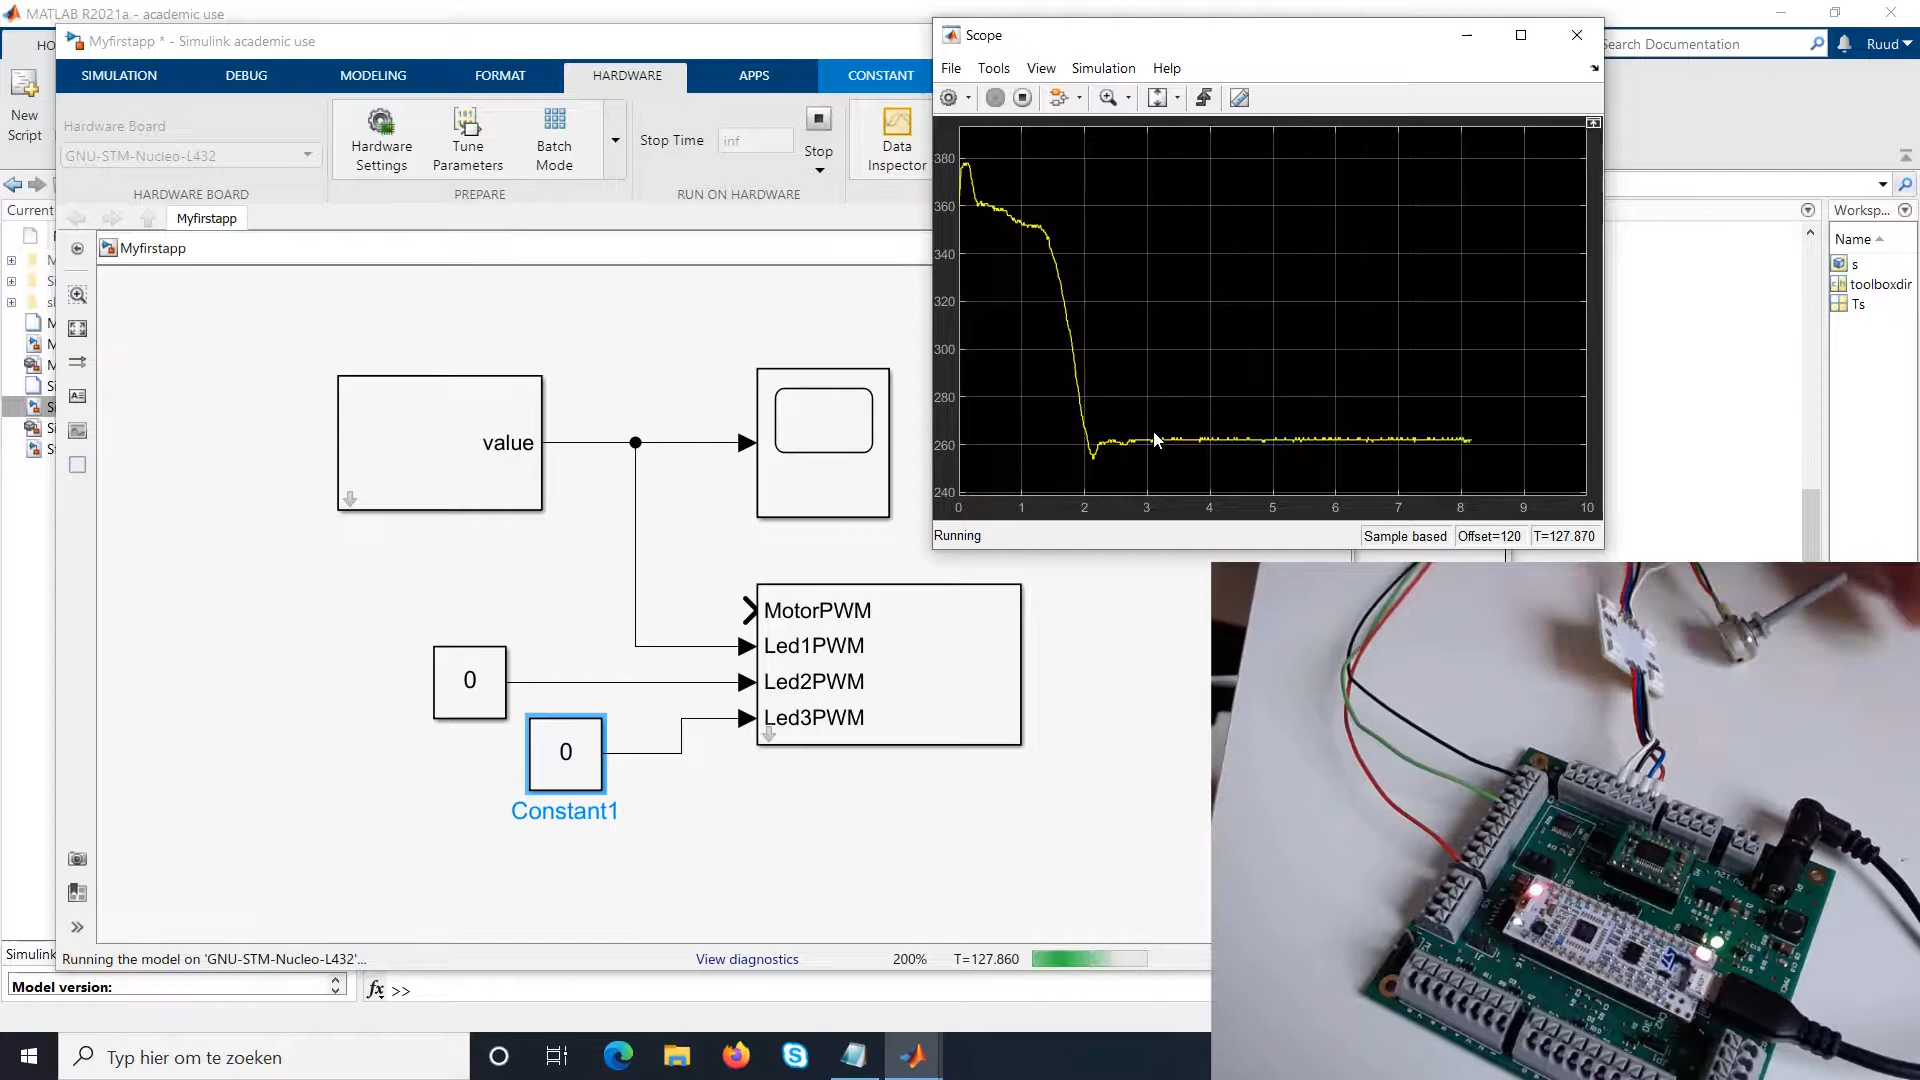 MATLAB R2021a - academic use
HO
Search Documentation
Ruud
New
Script
Myfirstapp * - Simulink academic use
SIMULATION
DEBUG
MODELING
FORMAT
HARDWARE
APPS
CONSTANT
Hardware Board
GNU-STM-Nucleo-L432
HARDWARE BOARD
Hardware
Settings
Tune
Parameters
Batch
Mode
PREPARE
Stop Time
inf
Stop
RUN ON HARDWARE
Data
Inspector
Current
Myfirstapp
Myfirstapp
value
MotorPWM
Led1PWM
Led2PWM
Led3PWM
0
0
Constant1
Scope
File
Tools
View
Simulation
Help
380
360
340
320
300
280
260
240
0
1
2
3
4
5
6
7
8
9
10
Running
Sample based
Offset=120
T=127.870
Worksp...
Name
s
toolboxdir
Ts
Simulink
Running the model on 'GNU-STM-Nucleo-L432'...
View diagnostics
200%
T=127.860
Model version:
fx >>
Typ hier om te zoeken